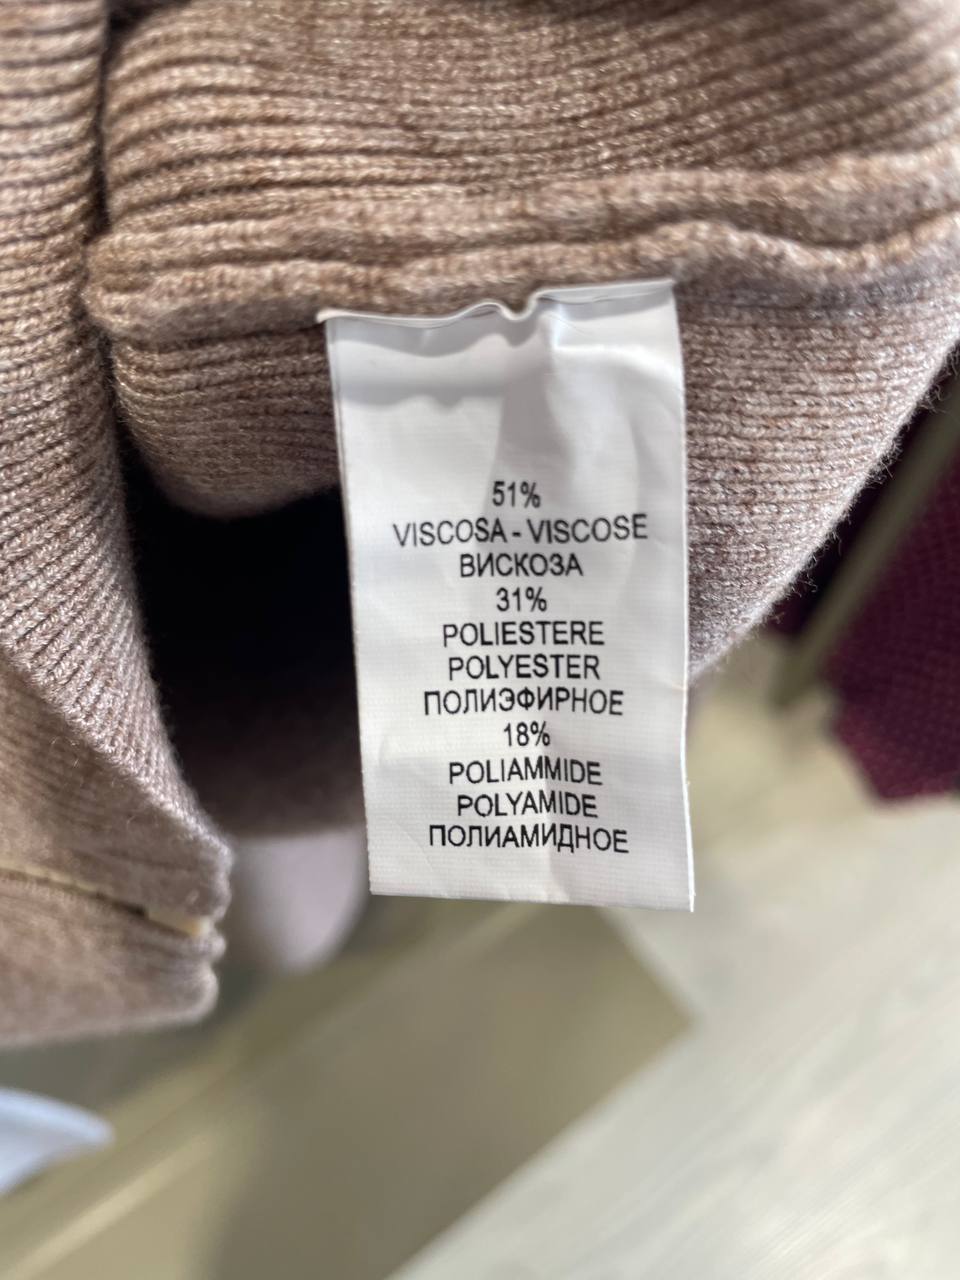 51%
VISCOSA - VISCOSE
ВИСКОЗА
31%
POLIESTERE
POLYESTER
ПОЛИЭФИРНОЕ
18%
POLIAMMIDE
POLYAMIDE
ПОЛИАМИДНОЕ